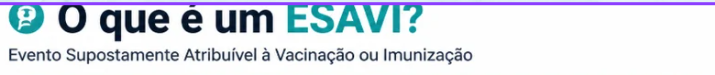 O que é um ESAVI?
Evento Supostamente Atribuível à Vacinação ou Imunização